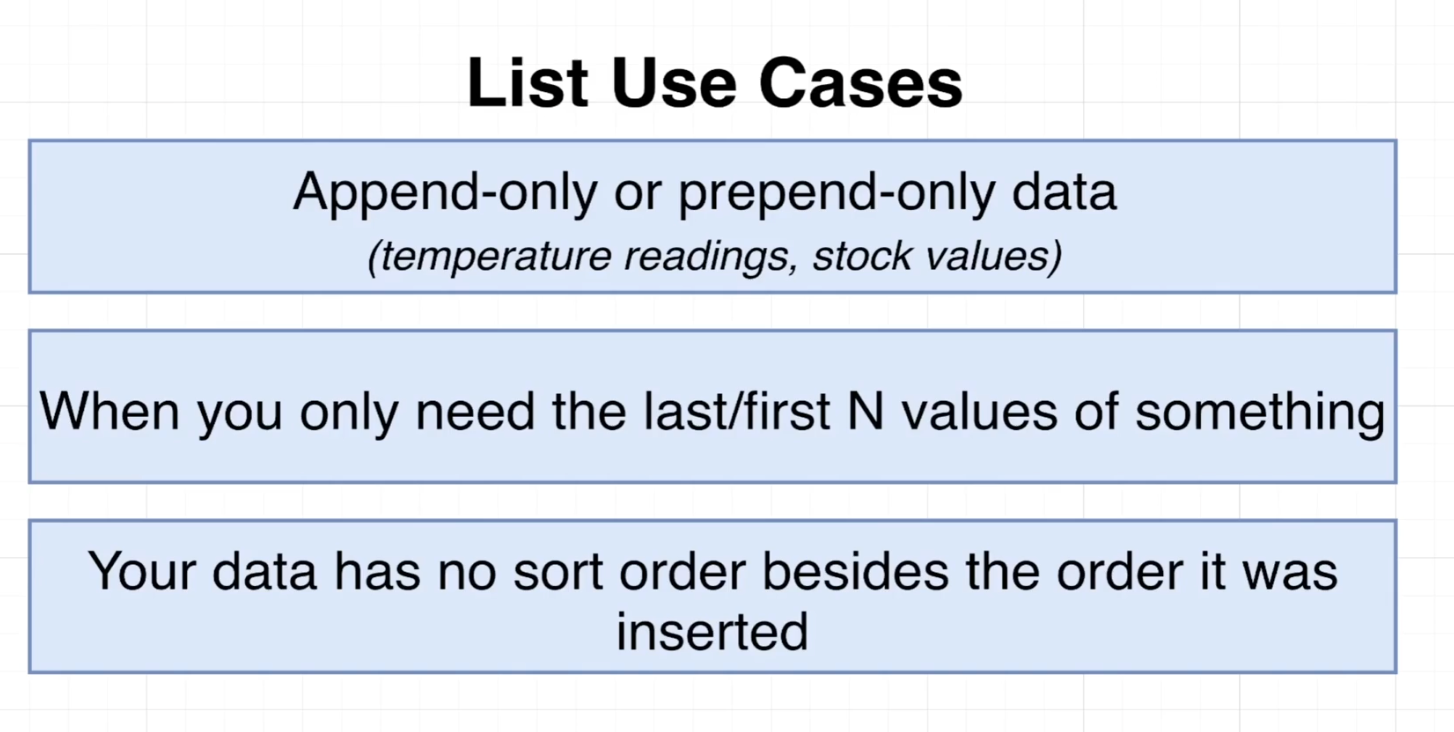 List Use Cases
Append-only or prepend-only data
(temperature readings, stock values)
When you only need the last/first N values of something
Your data has no sort order besides the order it was
inserted